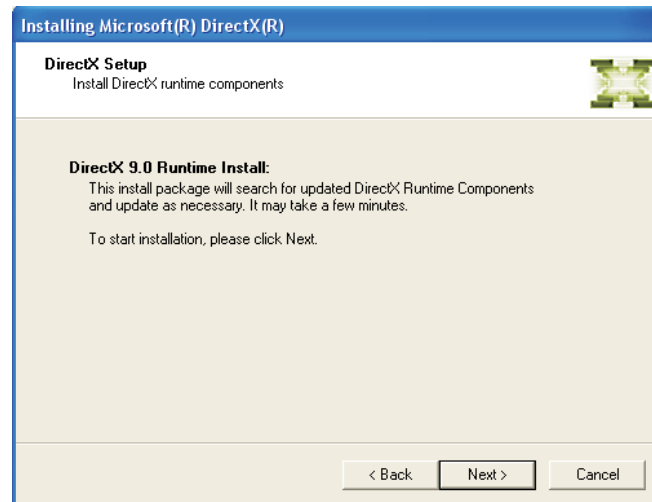 Installing Microsoft(R) DirectX(R)
DirectX Setup
Install DirectX runtime components
DirectX 9.0 Runtime Install:
This install package will search for updated DirectX Runtime Components
and update as necessary. It may take a few minutes.
To start installation, please click Next.
< Back
Next >
Cancel